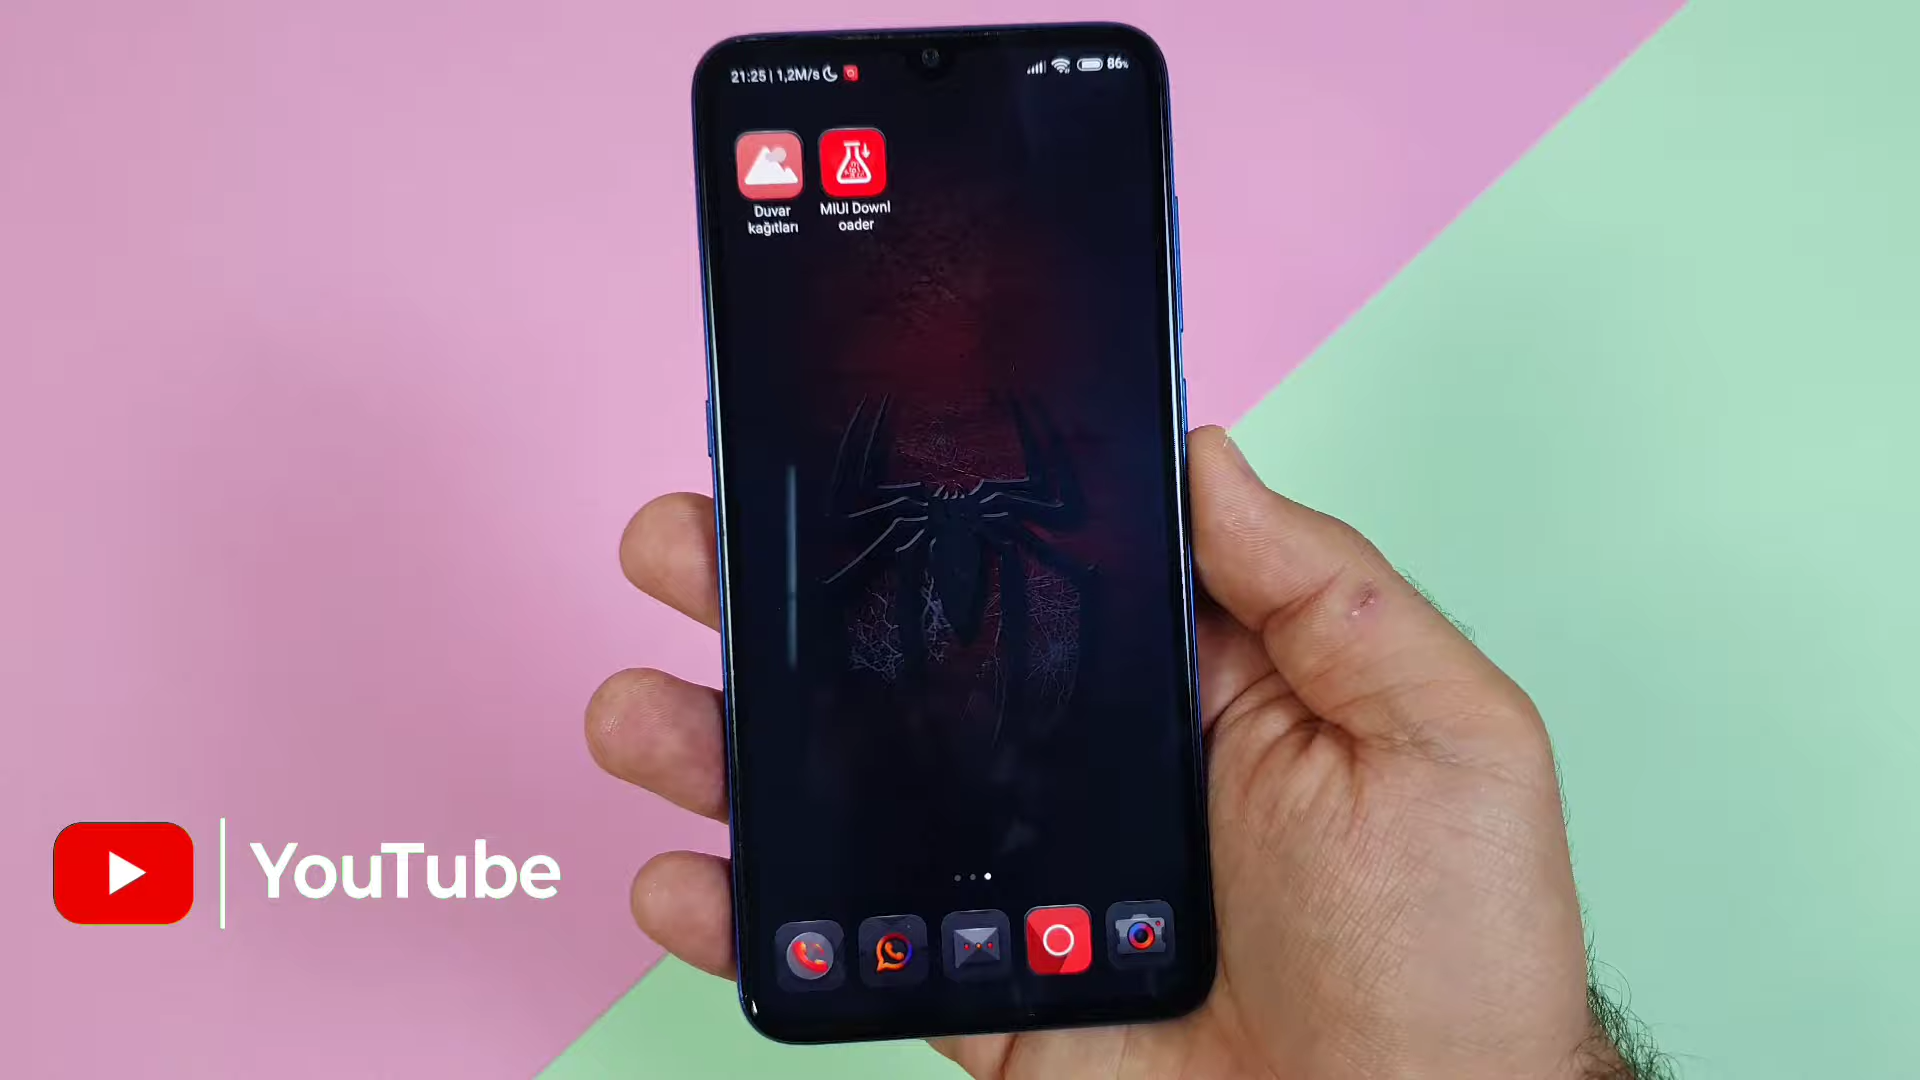 21:25 | 1,2M/s
86%
Duvar
kağıtları
MIUI Downl
oader
YouTube